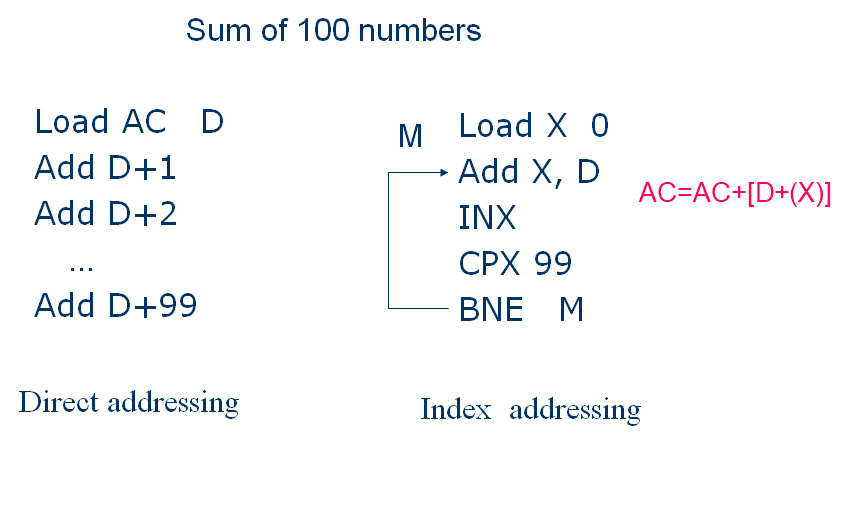 Sum of 100 numbers
Load AC D
Add D+1
Add D+2
...
Add D+99
Direct addressing
M
Load X 0
Add X, D
INX
CPX 99
BNE M
AC=AC+[D+(X)]
Index addressing